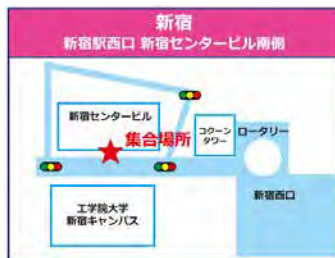 新宿
新宿駅西口 新宿センタービル南側
新宿センタービル
集合場所
コクーン
タワー
ロータリー
新宿西口
工学院大学
新宿キャンパス